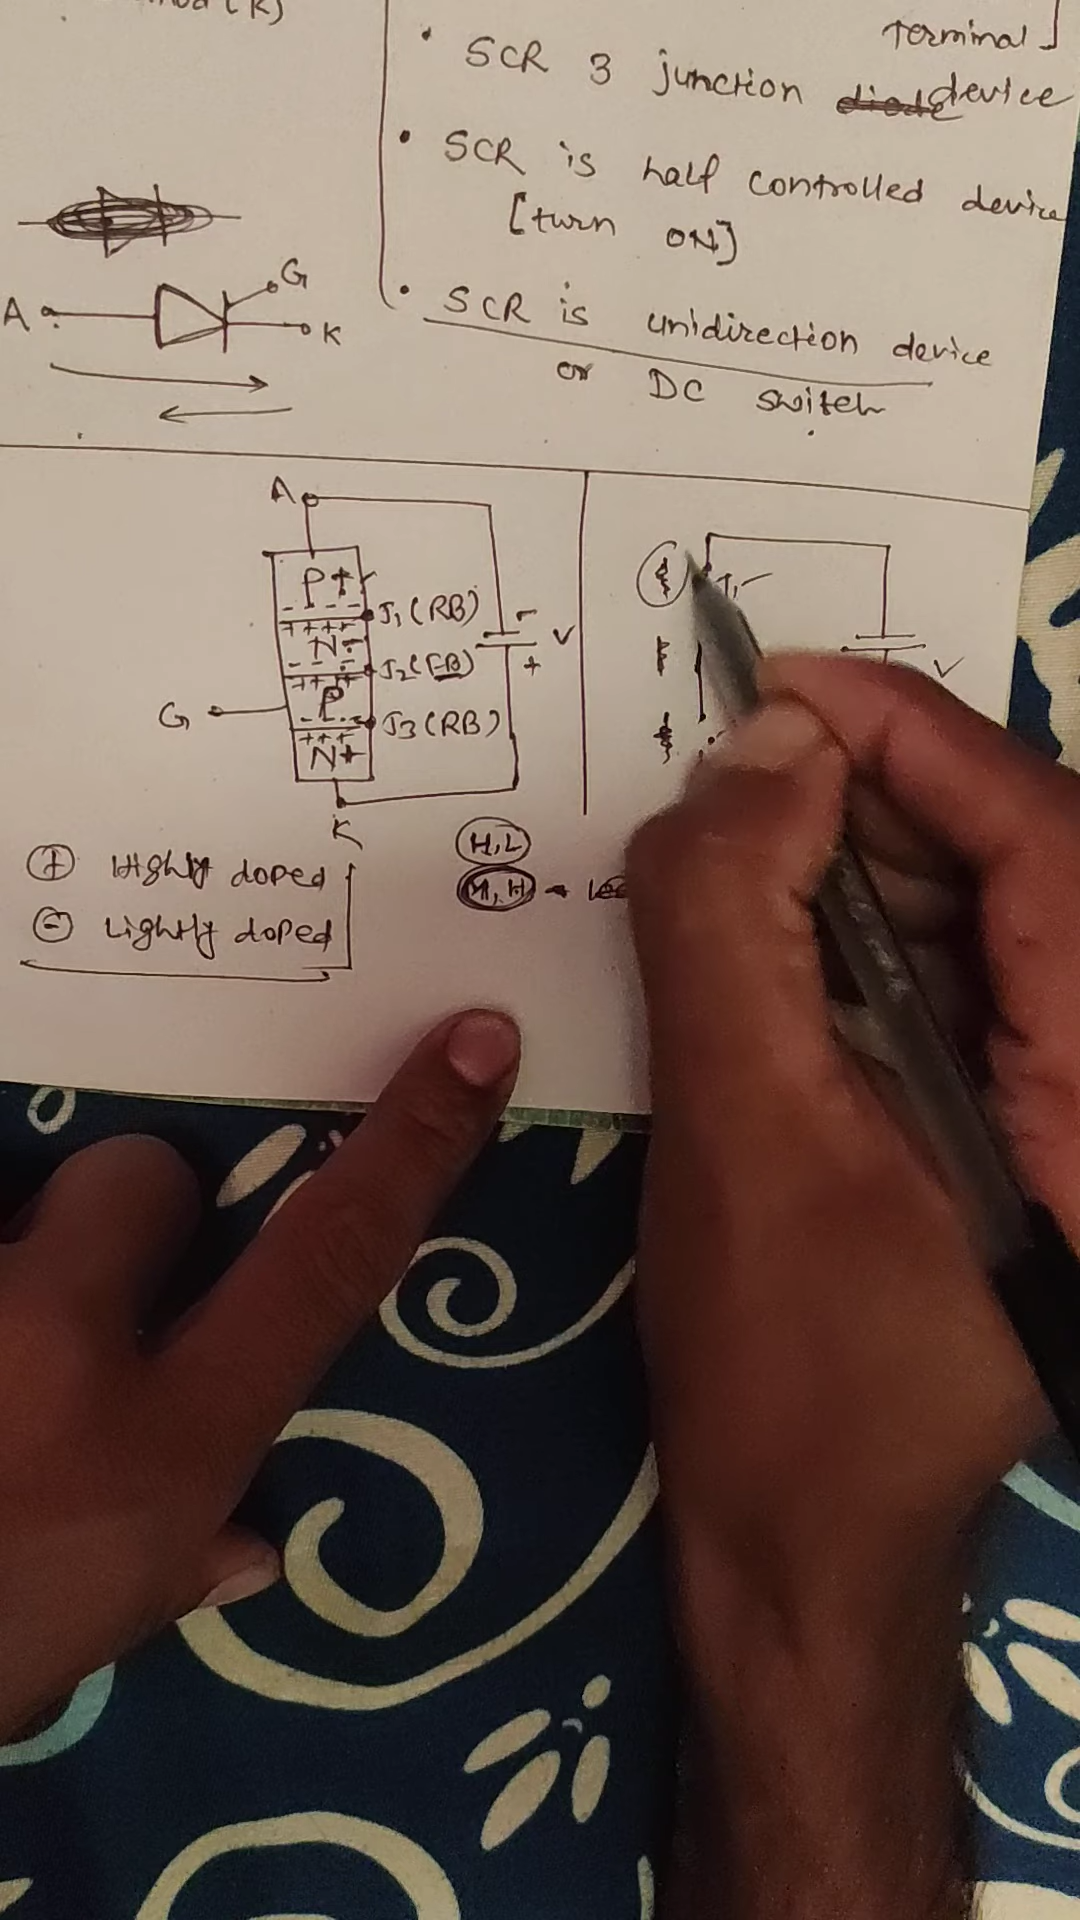 (K)
terminal]
• SCR 3 junction device
• SCR is half controlled device
[turn ON]
• SCR is unidirection device
or DC switch
A
G
K
A
P+
- - - -
J1 (RB)
+ + + +
N-
- - - -
J2 (FB)
+ + + +
P
G
- - - -
J3 (RB)
+ + +
N+
K
-
V
+
J1
V
(+) Highly doped
(-) Lightly doped
H,L
M,H